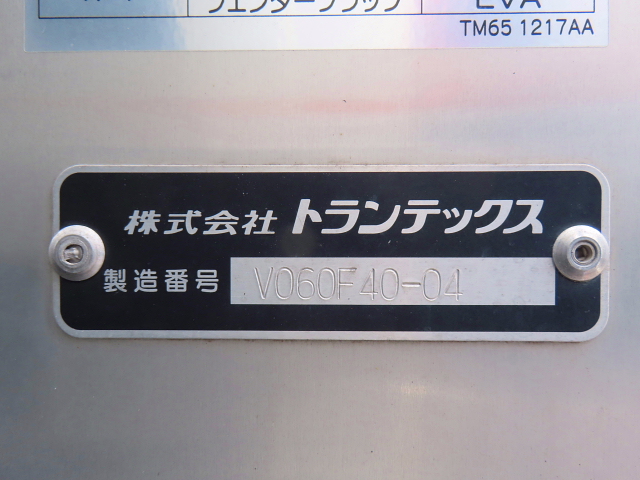 フェンダーフラップ EVA
TM65 1217AA
株式会社 トランテックス
製造番号 V060F40-04